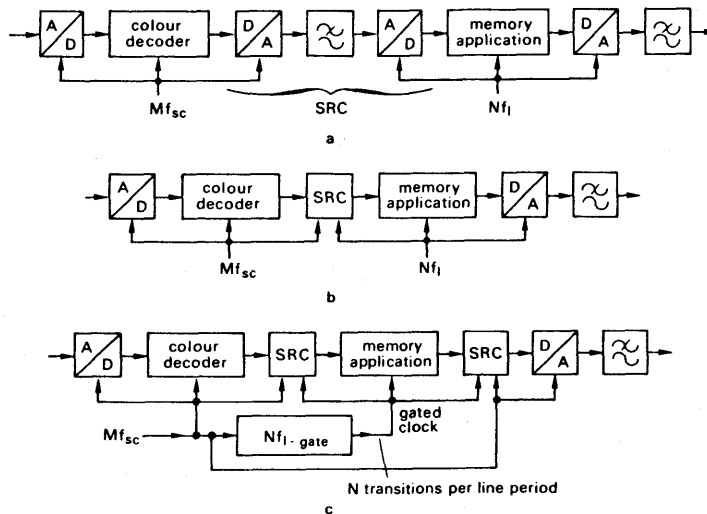 A D colour decoder D A A D memory application D A
Mfsc SRC Nfl
a
A D colour decoder SRC memory application D A
Mfsc Nfl
b
A D colour decoder SRC memory application SRC D A
Mfsc Nfl - gate gated clock
N transitions per line period
c